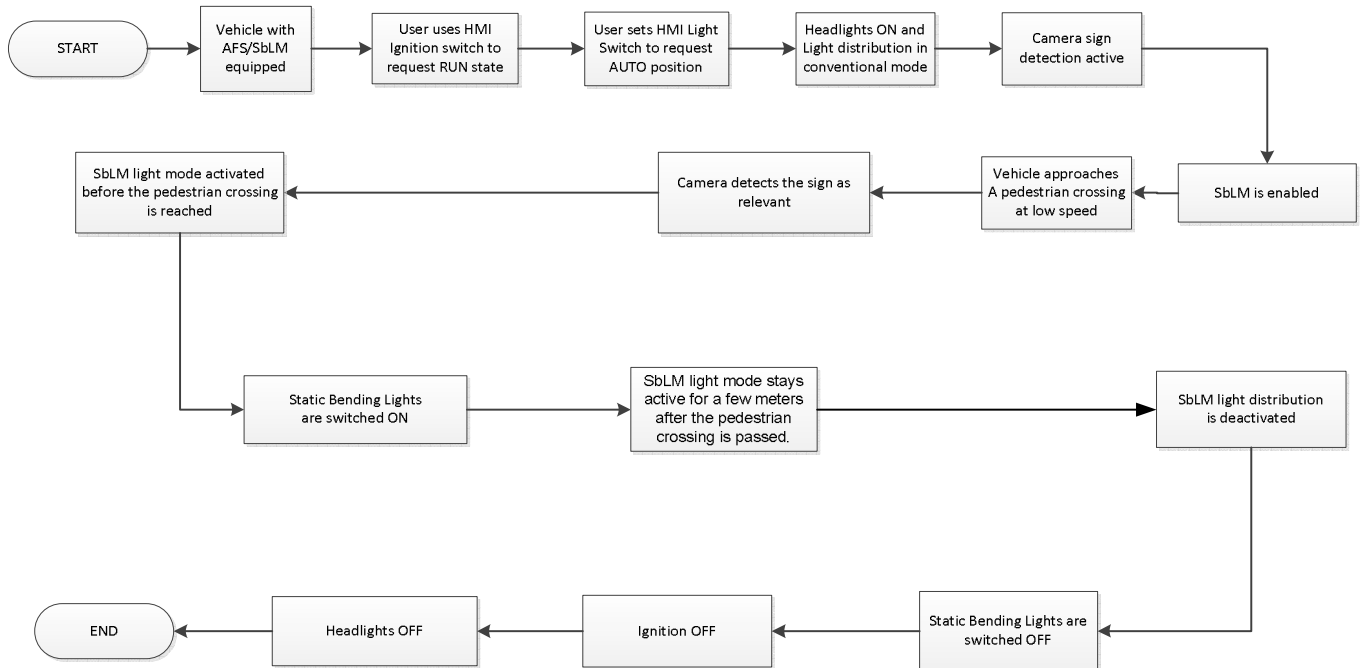 START
Vehicle with
AFS/SbLM
equipped
User uses HMI
Ignition switch to
request RUN state
User sets HMI Light
Switch to request
AUTO position
Headlights ON and
Light distribution in
conventional mode
Camera sign
detection active
SbLM is enabled
Vehicle approaches
A pedestrian crossing
at low speed
Camera detects the sign as
relevant
SbLM light mode activated
before the pedestrian crossing
is reached
Static Bending Lights
are switched ON
SbLM light mode stays
active for a few meters
after the pedestrian
crossing is passed.
SbLM light distribution
is deactivated
Static Bending Lights are
switched OFF
Ignition OFF
Headlights OFF
END